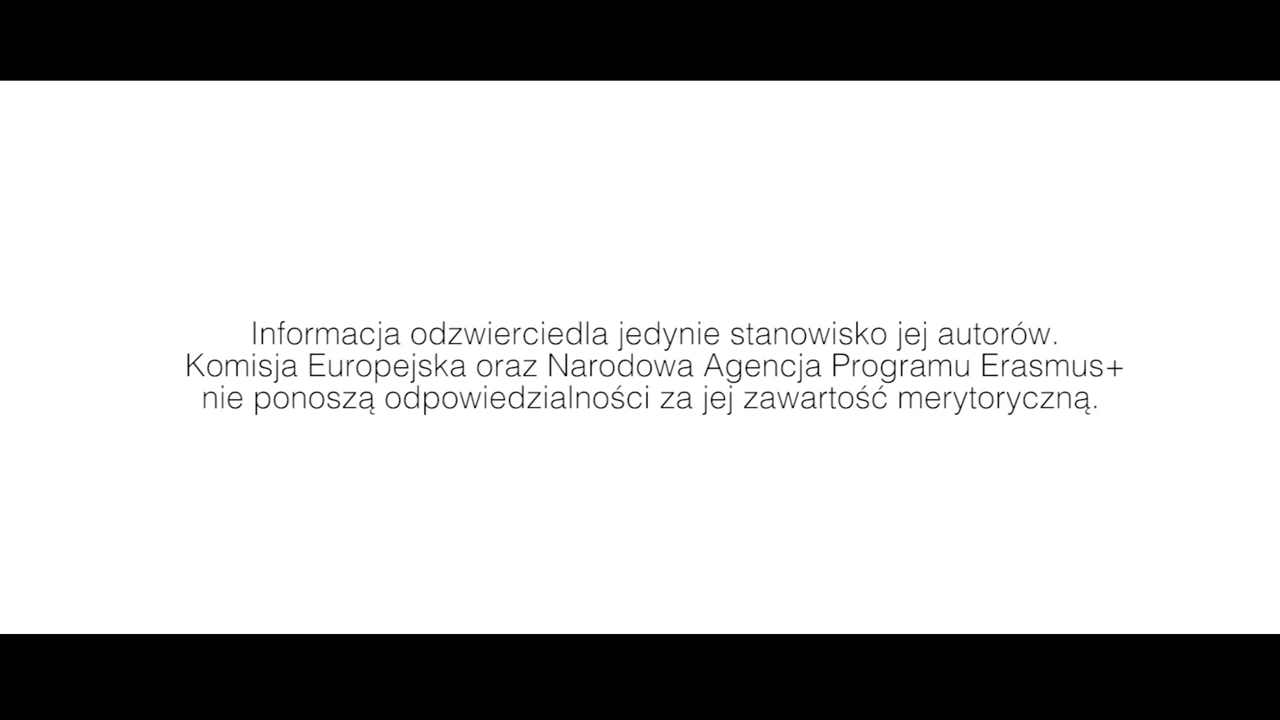 Informacja odzwierciedla jedynie stanowisko jej autorów.
Komisja Europejska oraz Narodowa Agencja Programu Erasmus+
nie ponoszą odpowiedzialności za jej zawartość merytoryczną.